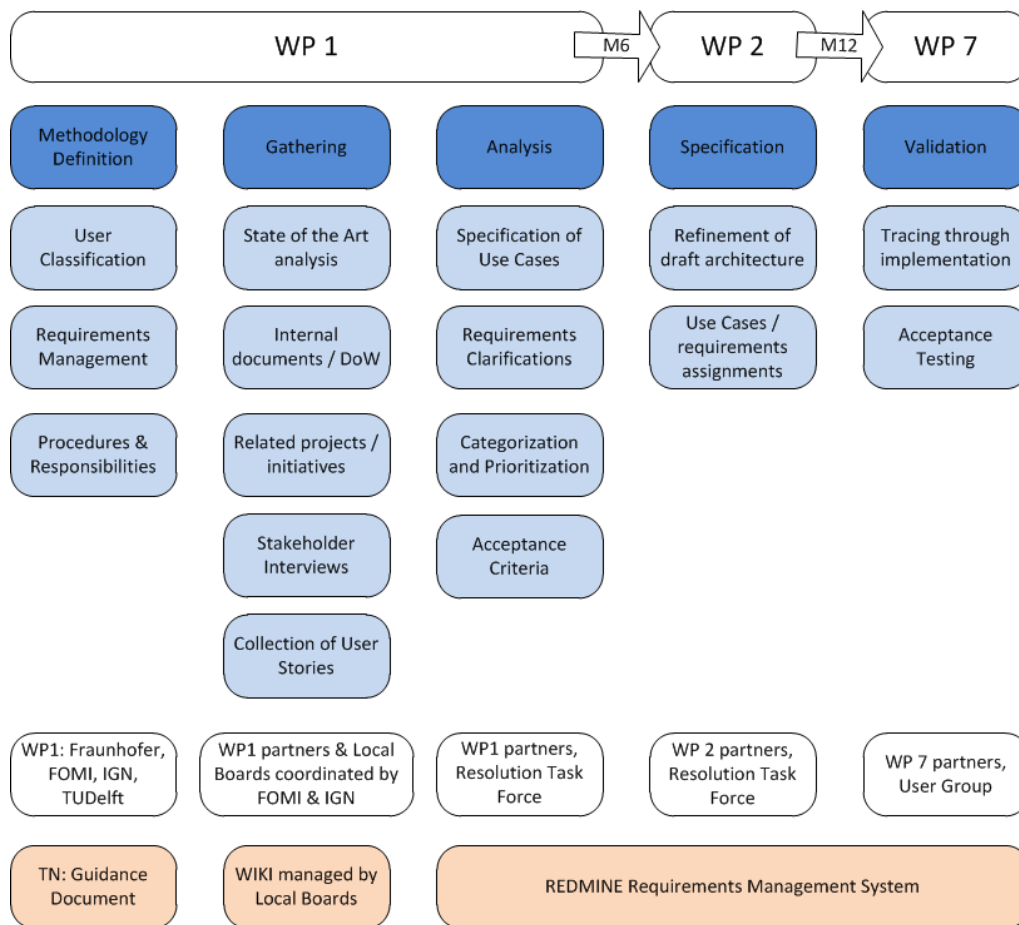 WP 1
M6
WP 2
M12
WP 7
Methodology
Definition
Gathering
Analysis
Specification
Validation
User
Classification
State of the Art
analysis
Specification of
Use Cases
Refinement of
draft architecture
Tracing through
implementation
Requirements
Management
Internal
documents / DoW
Requirements
Clarifications
Use Cases /
requirements
assignments
Acceptance
Testing
Procedures &
Responsibilities
Related projects /
initiatives
Categorization
and Prioritization
Stakeholder
Interviews
Acceptance
Criteria
Collection of User
Stories
WP1: Fraunhofer,
FOMI, IGN,
TUDelft
WP1 partners & Local
Boards coordinated by
FOMI & IGN
WP1 partners,
Resolution Task
Force
WP 2 partners,
Resolution Task
Force
WP 7 partners,
User Group
TN: Guidance
Document
WIKI managed by
Local Boards
REDMINE Requirements Management System